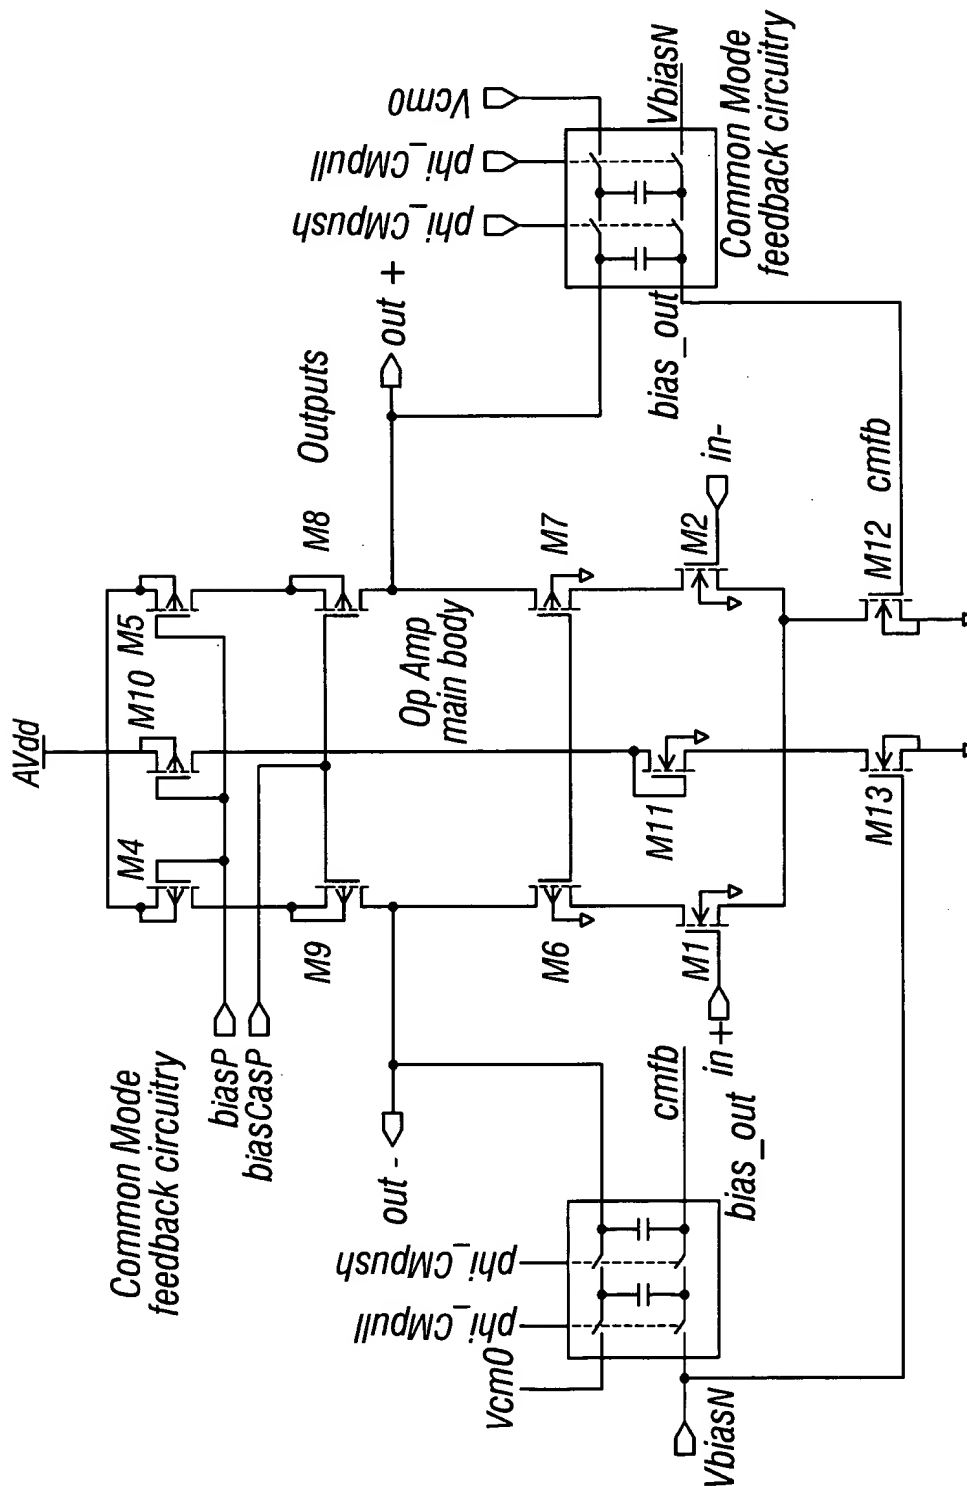 AVdd
M4
M10
M5
M9
M8
Outputs
out +
Vcm0
phi_CMpull
phi_CMpush
VbiasN
Common Mode
feedback circuitry
bias_out
Common Mode
feedback circuitry
biasP
biasCasP
Op Amp
main body
out -
M6
M7
M11
M1
M2
in+
in-
M13
M12
cmfb
phi_CMpush
phi_CMpull
Vcm0
cmfb
bias_out
VbiasN